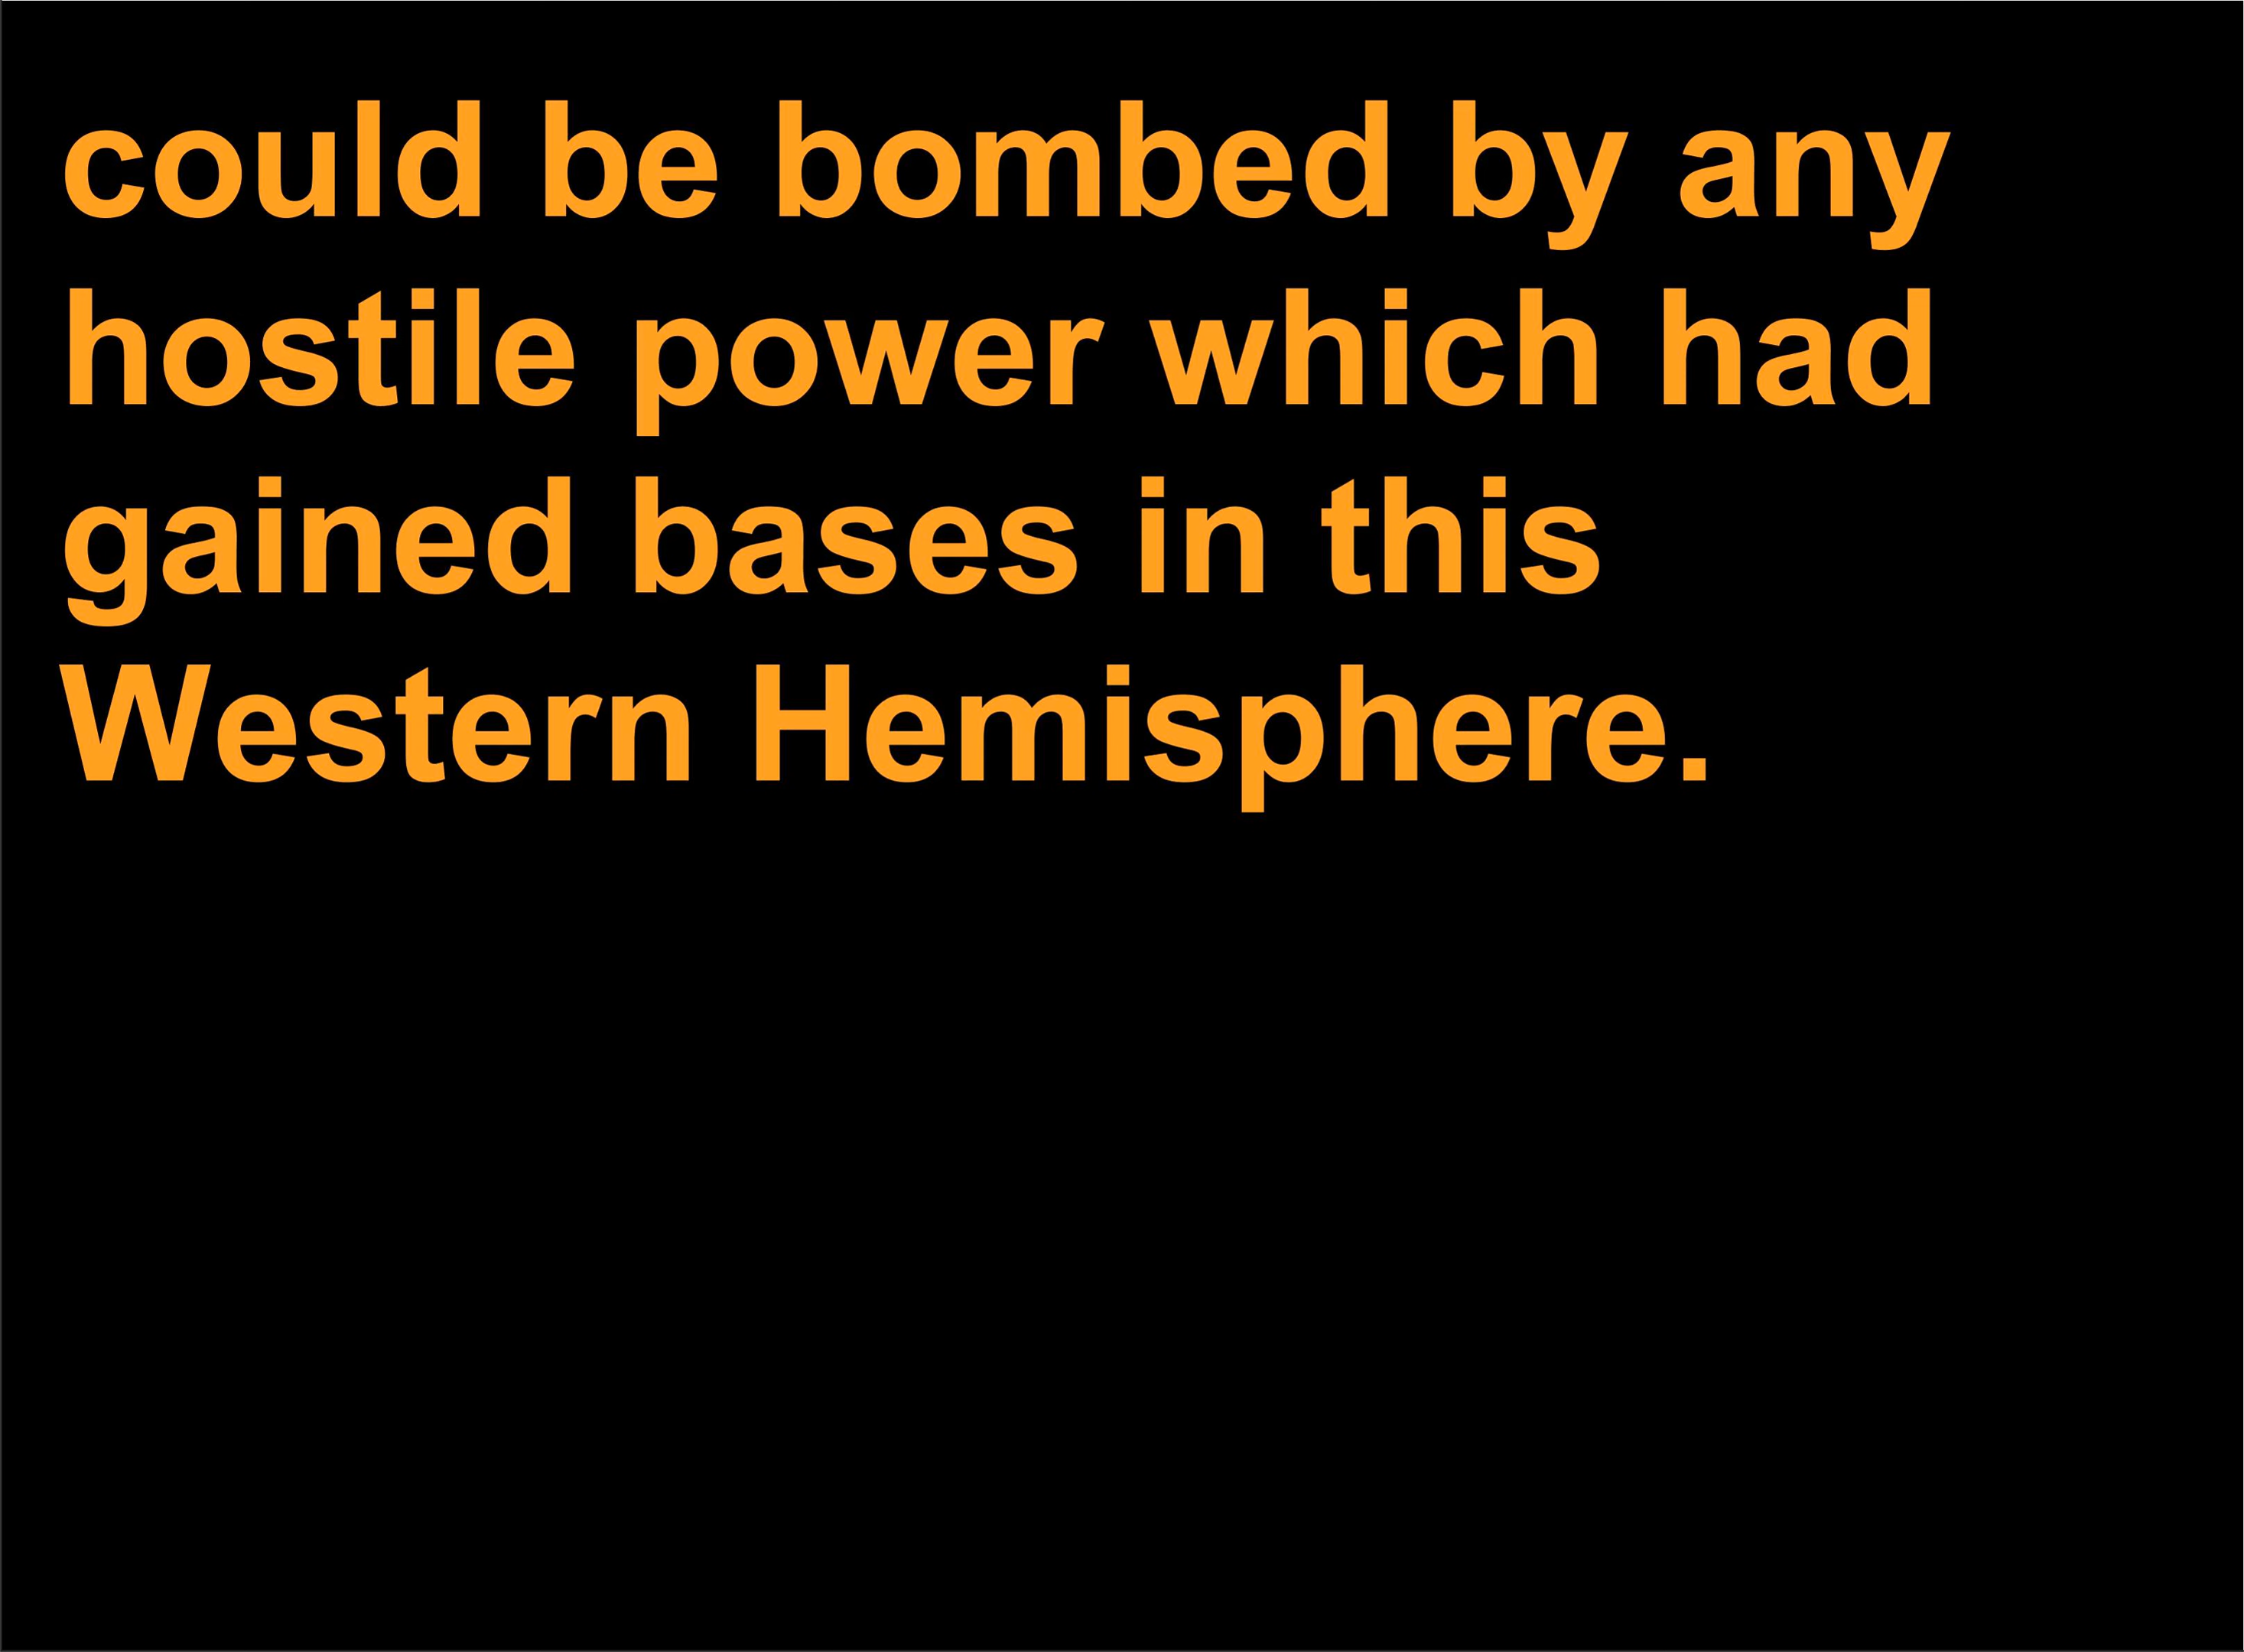 could be bombed by any
hostile power which had
gained bases in this
Western Hemisphere.